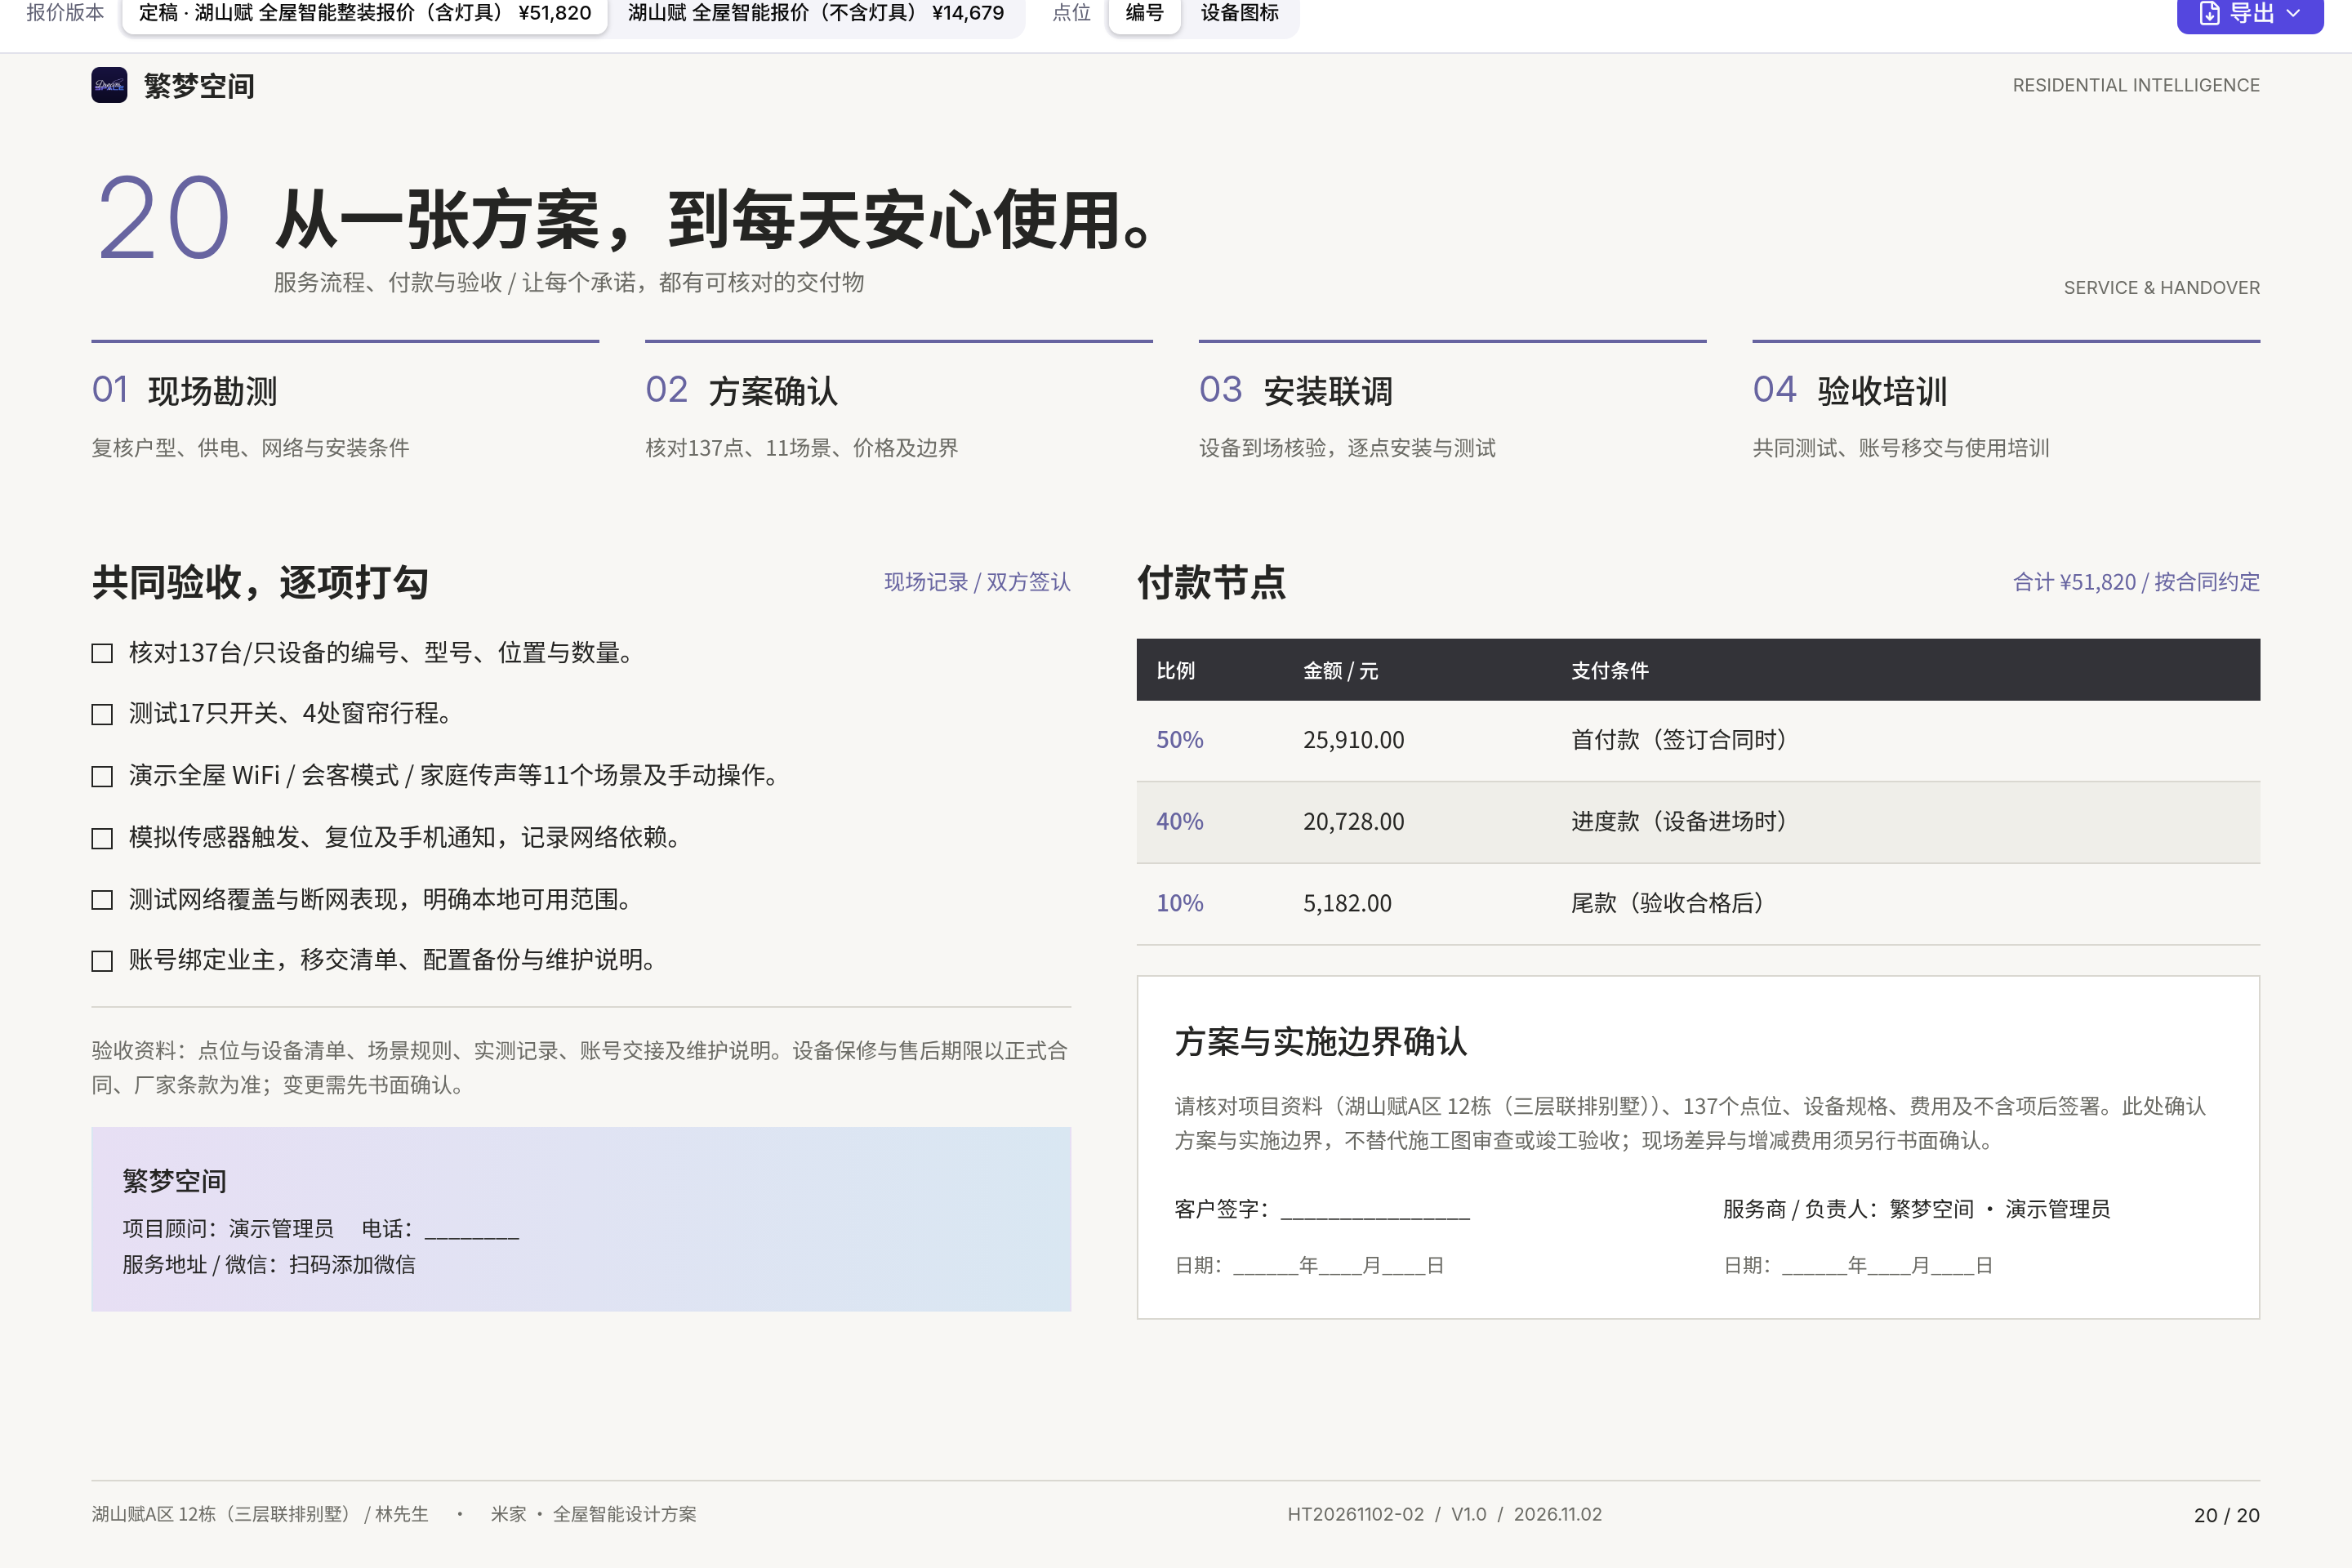 报价版本 定稿 · 湖山赋 全屋智能整装报价（含灯具） ¥51,820 湖山赋 全屋智能报价（不含灯具） ¥14,679 点位 编号 设备图标 导出
繁梦空间 RESIDENTIAL INTELLIGENCE
20 从一张方案，到每天安心使用。
服务流程、付款与验收 / 让每个承诺，都有可核对的交付物 SERVICE & HANDOVER
01 现场勘测
复核户型、供电、网络与安装条件
02 方案确认
核对137点、11场景、价格及边界
03 安装联调
设备到场核验，逐点安装与测试
04 验收培训
共同测试、账号移交与使用培训
共同验收，逐项打勾 现场记录 / 双方签认
核对137台/只设备的编号、型号、位置与数量。
测试17只开关、4处窗帘行程。
演示全屋 WiFi / 会客模式 / 家庭传声等11个场景及手动操作。
模拟传感器触发、复位及手机通知，记录网络依赖。
测试网络覆盖与断网表现，明确本地可用范围。
账号绑定业主，移交清单、配置备份与维护说明。
验收资料：点位与设备清单、场景规则、实测记录、账号交接及维护说明。设备保修与售后期限以正式合
同、厂家条款为准；变更需先书面确认。
繁梦空间
项目顾问：演示管理员 电话：________
服务地址 / 微信：扫码添加微信
付款节点 合计 ¥51,820 / 按合同约定
比例 金额 / 元 支付条件
50% 25,910.00 首付款（签订合同时）
40% 20,728.00 进度款（设备进场时）
10% 5,182.00 尾款（验收合格后）
方案与实施边界确认
请核对项目资料（湖山赋A区 12栋（三层联排别墅））、137个点位、设备规格、费用及不含项后签署。此处确认
方案与实施边界，不替代施工图审查或竣工验收；现场差异与增减费用须另行书面确认。
客户签字：________________ 服务商 / 负责人：繁梦空间 · 演示管理员
日期：______年____月____日 日期：______年____月____日
湖山赋A区 12栋（三层联排别墅） / 林先生 · 米家 · 全屋智能设计方案 HT20261102-02 / V1.0 / 2026.11.02 20 / 20